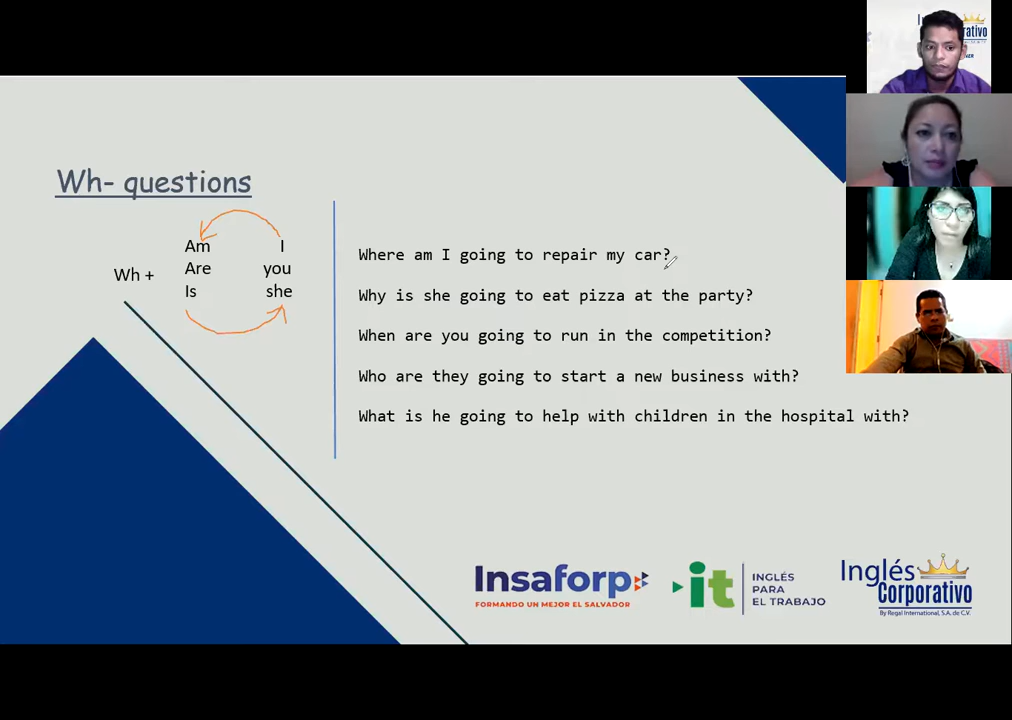 Wh- questions
Am I
Wh + Are you
Is she
Where am I going to repair my car?
Why is she going to eat pizza at the party?
When are you going to run in the competition?
Who are they going to start a new business with?
What is he going to help with children in the hospital with?
Insaforp
FORMANDO UN MEJOR EL SALVADOR
it
INGLÉS
PARA
EL TRABAJO
Inglés
Corporativo
By Regal International, S.A. de C.V.